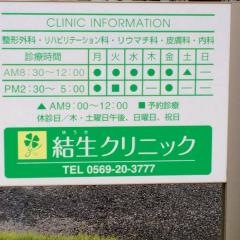 CLINIC INFORMATION
整形外科・リハビリテーション科・リウマチ科・皮膚科・内科
診療時間 月 火 水 木 金 土 日
AM8:30～12:00 ● ● ● ● ● ▲ －
PM2:30～ 5:00 ● ■ ● － ● － －
▲AM9:00～12:00 ■予約診療
休診日／木・土曜日午後、日曜日、祝日
ゆうき
結生クリニック
TEL 0569-20-3777